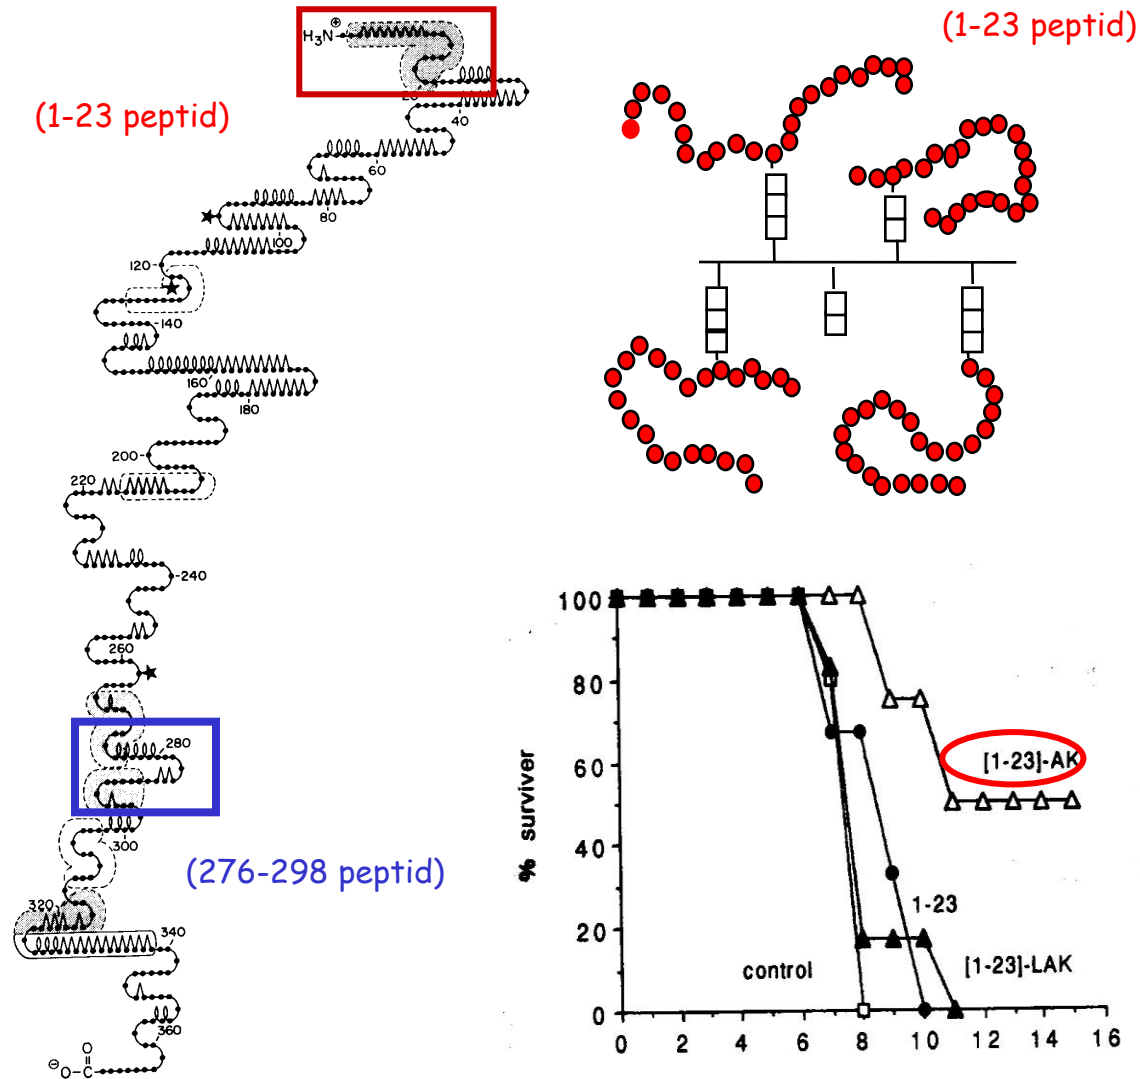 (1-23 peptid)
H₃N ⊕
20
40
(1-23 peptid)
60
80
100
120
140
160
180
200
220
240
260
280
300
(276-298 peptid)
320
340
360
⊖O-C
O
100
80
[1-23]-AK
60
% surviver
40
1-23
20
control
[1-23]-LAK
0
0 2 4 6 8 10 12 14 16